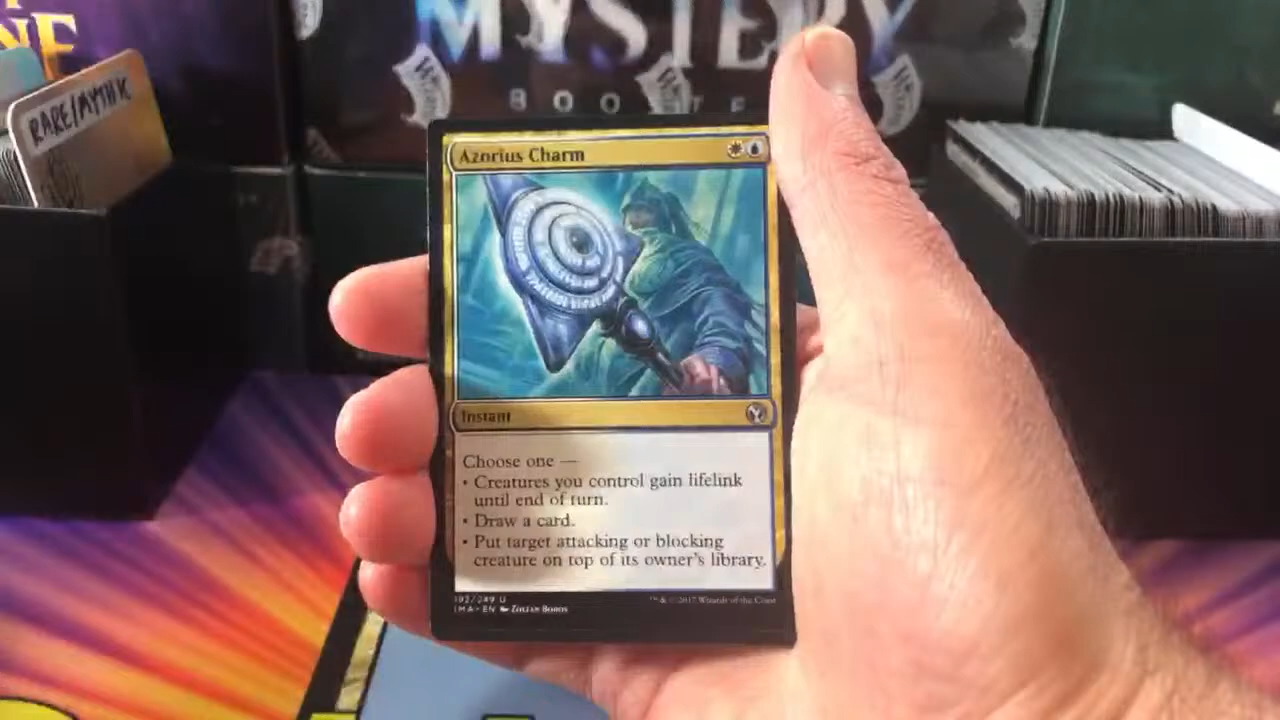 MYSTERY
BOOSTE
NE
RARE/MYTHIC
Azorius Charm
Instant
Choose one —
• Creatures you control gain lifelink
until end of turn.
• Draw a card.
• Put target attacking or blocking
creature on top of its owner's library.
192/249 U
IMA • EN Zoltan Boros
™ & © 2017 Wizards of the Coast